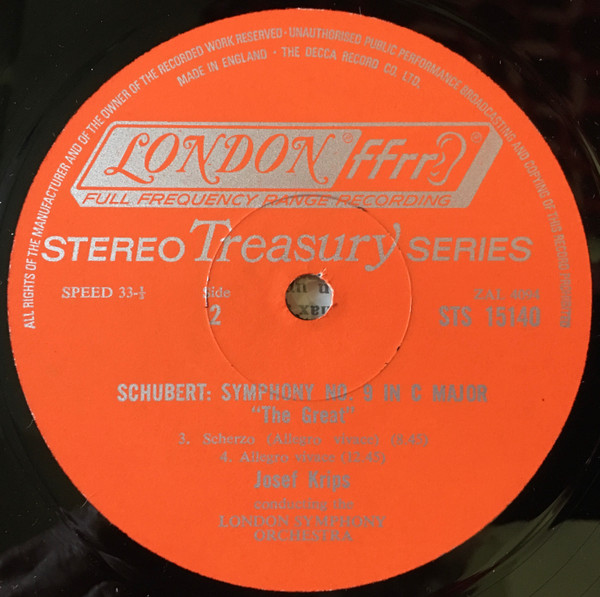 ALL RIGHTS OF THE MANUFACTURER AND OF THE OWNER OF THE RECORDED WORK RESERVED · UNAUTHORISED PUBLIC PERFORMANCE BROADCASTING AND COPYING OF THIS RECORD PROHIBITED
MADE IN ENGLAND · THE DECCA RECORD CO. LTD.
LONDON ® ffrr ®
FULL FREQUENCY RANGE RECORDING
STEREO Treasury SERIES
SPEED 33-⅓
Side
2
ZAL
STS 15140
SCHUBERT: SYMPHONY NO. 9 IN C MAJOR
"The Great"
3. Scherzo (Allegro vivace)
4. Allegro vivace
Josef Krips
conducting the
LONDON SYMPHONY
ORCHESTRA